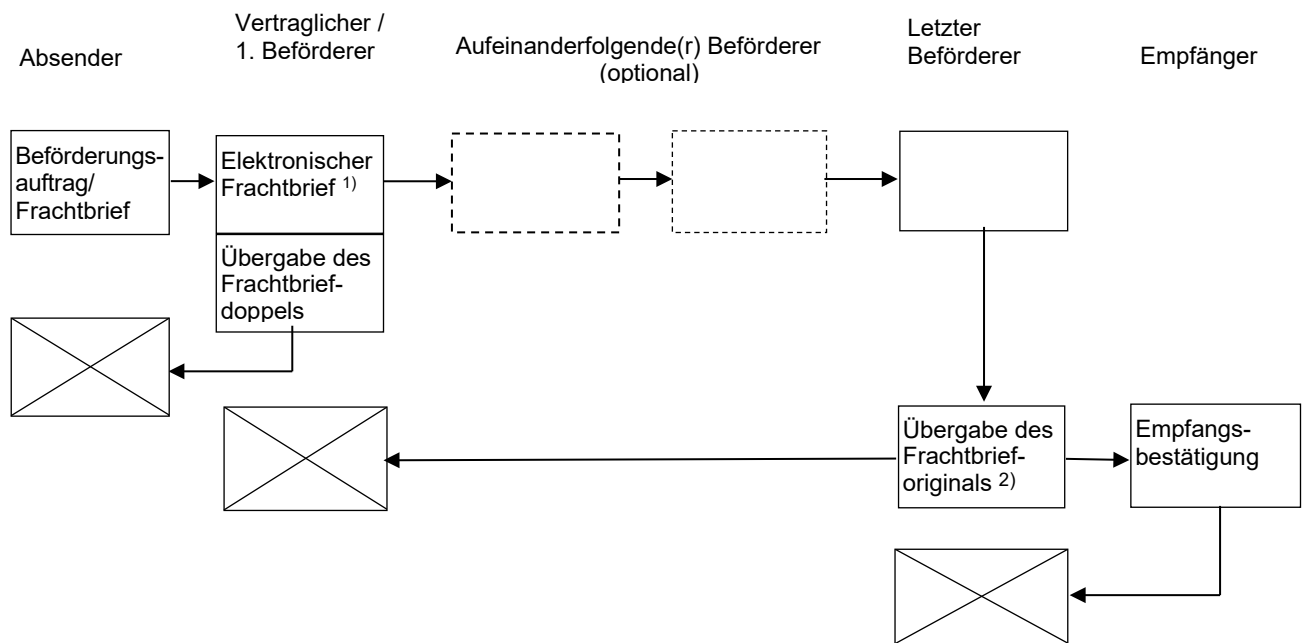 Absender
Vertraglicher /
1. Beförderer
Aufeinanderfolgende(r) Beförderer
(optional)
Letzter
Beförderer
Empfänger
Beförderungs-
auftrag/
Frachtbrief
Elektronischer
Frachtbrief 1)
Übergabe des
Frachtbrief-
doppels
Übergabe des
Frachtbrief-
originals 2)
Empfangs-
bestätigung